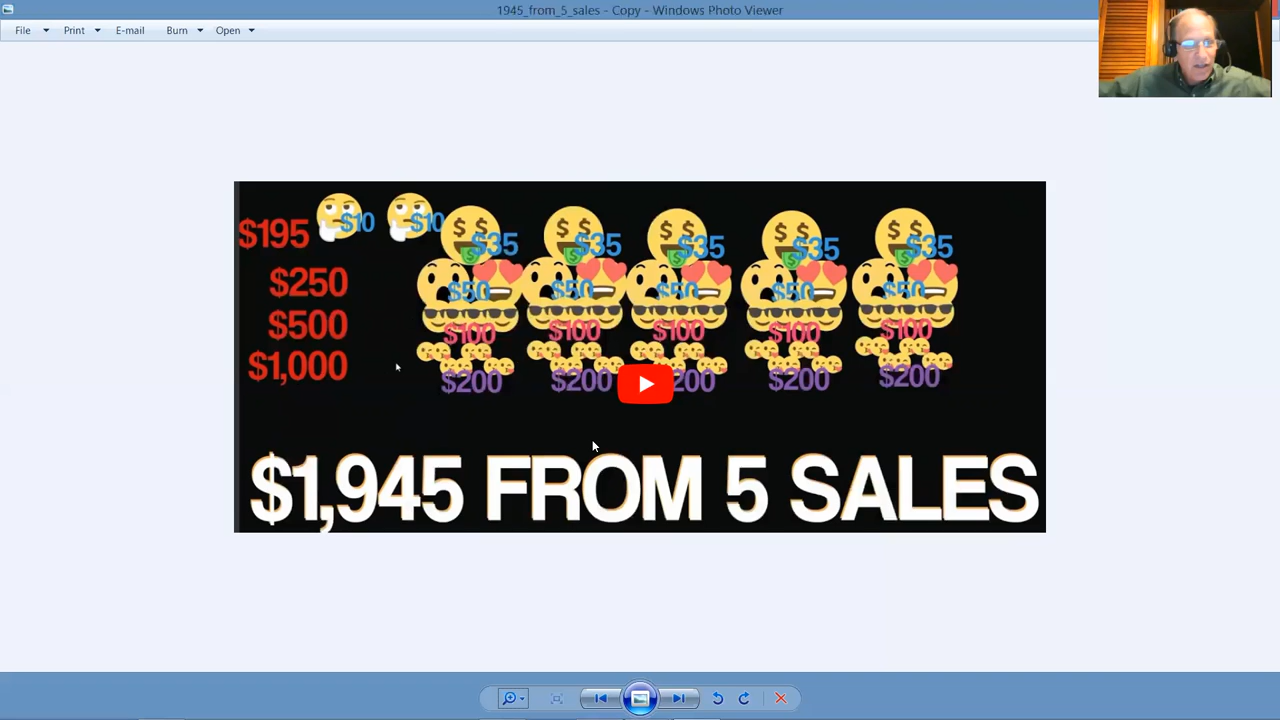 1945_from_5_sales - Copy - Windows Photo Viewer
File Print E-mail Burn Open
$195 $10 $10 $35 $35 $35 $35 $35
$250 $50 $50 $50 $50 $50
$500 $100 $100 $100 $100 $100
$1,000 $200 $200 200 $200 $200
$1,945 FROM 5 SALES